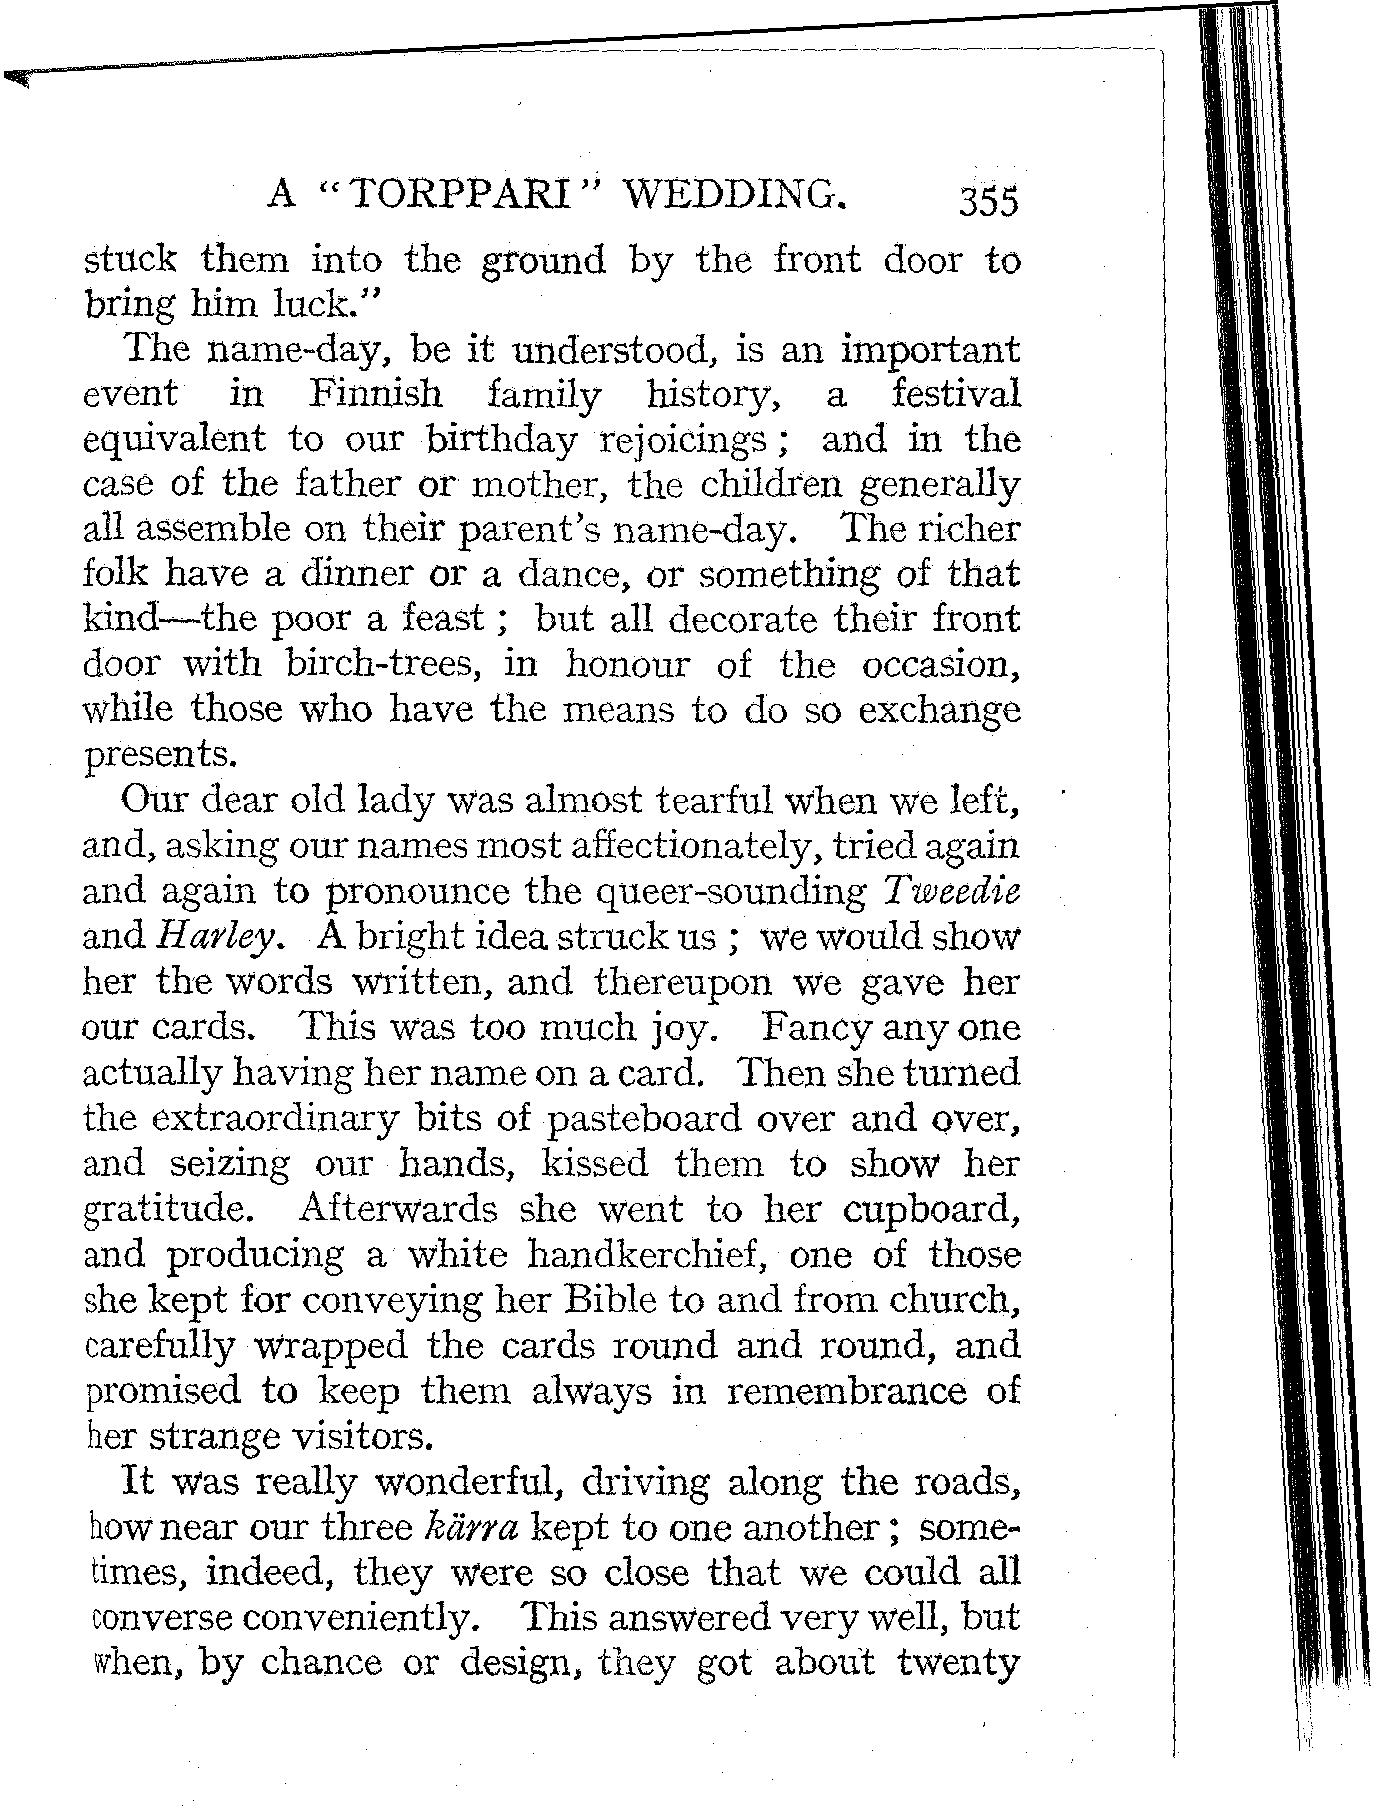 A "TORPPARI" WEDDING. 355
stuck them into the ground by the front door to
bring him luck."
The name-day, be it understood, is an important
event in Finnish family history, a festival
equivalent to our birthday rejoicings ; and in the
case of the father or mother, the children generally
all assemble on their parent's name-day. The richer
folk have a dinner or a dance, or something of that
kind—the poor a feast ; but all decorate their front
door with birch-trees, in honour of the occasion,
while those who have the means to do so exchange
presents.
Our dear old lady was almost tearful when we left,
and, asking our names most affectionately, tried again
and again to pronounce the queer-sounding Tweedie
and Harley. A bright idea struck us ; we would show
her the words written, and thereupon we gave her
our cards. This was too much joy. Fancy any one
actually having her name on a card. Then she turned
the extraordinary bits of pasteboard over and over,
and seizing our hands, kissed them to show her
gratitude. Afterwards she went to her cupboard,
and producing a white handkerchief, one of those
she kept for conveying her Bible to and from church,
carefully wrapped the cards round and round, and
promised to keep them always in remembrance of
her strange visitors.
It was really wonderful, driving along the roads,
how near our three kärra kept to one another ; some-
times, indeed, they were so close that we could all
converse conveniently. This answered very well, but
when, by chance or design, they got about twenty